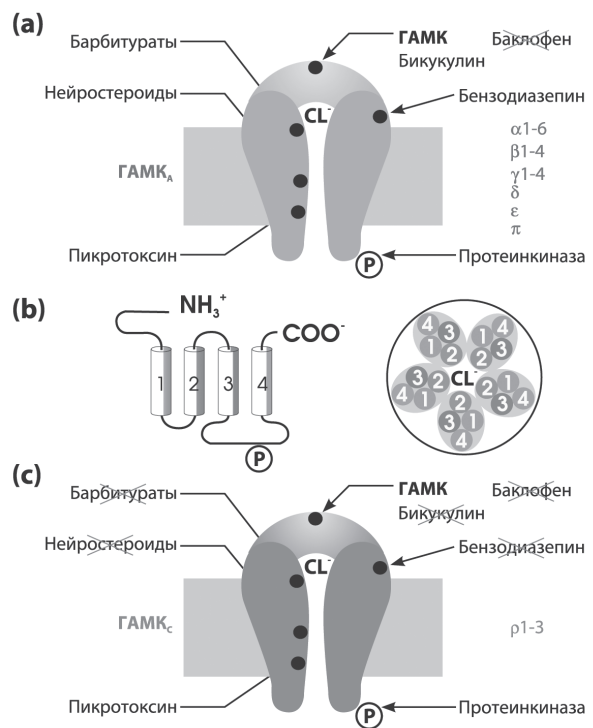 (a)
Барбитураты
ГАМК
Баклофен
Бикукулин
Нейростероиды
CL⁻
Бензодиазепин
ГАМКA
α1-6
β1-4
γ1-4
δ
ε
π
Пикротоксин
P
Протеинкиназа
(b)
NH₃⁺
COO⁻
1 2 3 4
P
4 3 1 2
4 1 3 2
CL⁻
3 2 4 1
2 1 3 4
2 3 1 4
(c)
Барбитураты
ГАМК
Баклофен
Бикукулин
Нейростероиды
CL⁻
Бензодиазепин
ГАМКC
ρ1-3
Пикротоксин
P
Протеинкиназа